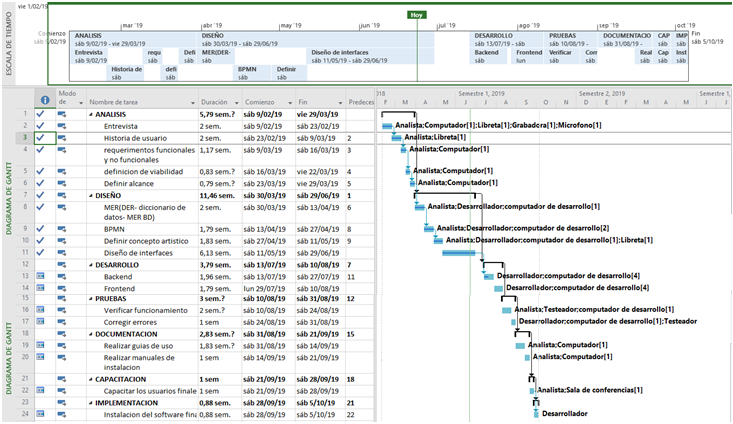 vie 1/02/19
Hoy
mar '19 abr '19 may '19 jun '19 jul '19 ago '19 sep '19 oct '19
ESCALA DE TIEMPO
Comienzo
sáb 9/02/19
ANALISIS
sáb 9/02/19 - vie 29/03/19
DISEÑO
sáb 30/03/19 - sáb 29/06/19
DESARROLLO
sáb 13/07/19 - sáb
PRUEBAS
sáb 10/08/19 -
DOCUMENTACIO
sáb 31/08/19 -
CAP
sáb
IMP
sáb
Fin
sáb 5/10/19
Entrevista
sáb 9/02/19
requ
sáb
Defi
sáb
MER(DER-
sáb
Diseño de interfaces
sáb 11/05/19 - sáb 29/06/19
Backend
sáb
Frontend
lun
Verificar
sáb
Cor
sáb
Real
sáb
Cap
sáb
Inst
sáb
Historia de
sáb
defi
sáb
BPMN
sáb
Definir
sáb
DIAGRAMA DE GANTT
DIAGRAMA DE GANTT
Modo de Nombre de tarea Duración Comienzo Fin Predeces
018 Semestre 1, 2019 Semestre 2, 2019 Semestre 1,
F M A M J J A S O N D E F M A M J J
1 ANALISIS 5,79 sem.? sáb 9/02/19 vie 29/03/19
2 Entrevista 2 sem. sáb 9/02/19 sáb 23/02/19 Analista;Computador[1];Libreta[1];Grabadora[1];Microfono[1]
3 Historia de usuario 2 sem. sáb 23/02/19 sáb 9/03/19 2 Analista;Libreta[1]
4 requerimentos funcionales y no funcionales 1,17 sem. sáb 9/03/19 sáb 16/03/19 3 Analista;Computador[1]
5 definicion de viabilidad 0,83 sem.? sáb 16/03/19 vie 22/03/19 4 Analista;Computador[1]
6 Definir alcance 0,79 sem.? sáb 23/03/19 vie 29/03/19 5 Analista;Computador[1]
7 DISEÑO 11,46 sem. sáb 30/03/19 sáb 29/06/19 1
8 MER(DER- diccionario de datos- MER BD) 2 sem. sáb 30/03/19 sáb 13/04/19 6 Analista;Desarrollador;computador de desarrollo[1]
9 BPMN 1,79 sem. sáb 13/04/19 sáb 27/04/19 8 Analista;Desarrollador;computador de desarrollo[2]
10 Definir concepto artistico 1,83 sem. sáb 27/04/19 sáb 11/05/19 9 Analista;Desarrollador;computador de desarrollo[1];Libreta[1]
11 Diseño de interfaces 6,13 sem. sáb 11/05/19 sáb 29/06/19
12 DESARROLLO 3,79 sem. sáb 13/07/19 sáb 10/08/19 7
13 Backend 1,96 sem. sáb 13/07/19 sáb 27/07/19 11 Desarrollador;computador de desarrollo[4]
14 Frontend 1,79 sem. lun 29/07/19 sáb 10/08/19 Desarrollador;computador de desarrollo[4]
15 PRUEBAS 3 sem.? sáb 10/08/19 sáb 31/08/19 12
16 Verificar funcionamiento 2 sem.? sáb 10/08/19 sáb 24/08/19 Analista;Testeador;computador de desarrollo[1]
17 Corregir errores 1 sem sáb 24/08/19 sáb 31/08/19 Desarrollador;computador de desarrollo[1];Testeador
18 DOCUMENTACION 2,83 sem.? sáb 31/08/19 sáb 21/09/19 15
19 Realizar guias de uso 1,83 sem.? sáb 31/08/19 sáb 14/09/19 Analista;Computador[1]
20 Realizar manuales de instalacion 1 sem sáb 14/09/19 sáb 21/09/19 Analista;Computador[1]
21 CAPACITACION 1 sem sáb 21/09/19 sáb 28/09/19 18
22 Capacitar los usuarios finale 1 sem sáb 21/09/19 sáb 28/09/19 Analista;Sala de conferencias[1]
23 IMPLEMENTACION 0,88 sem. sáb 28/09/19 sáb 5/10/19 21
24 Instalacion del software fina 0,88 sem. sáb 28/09/19 sáb 5/10/19 22 Desarrollador